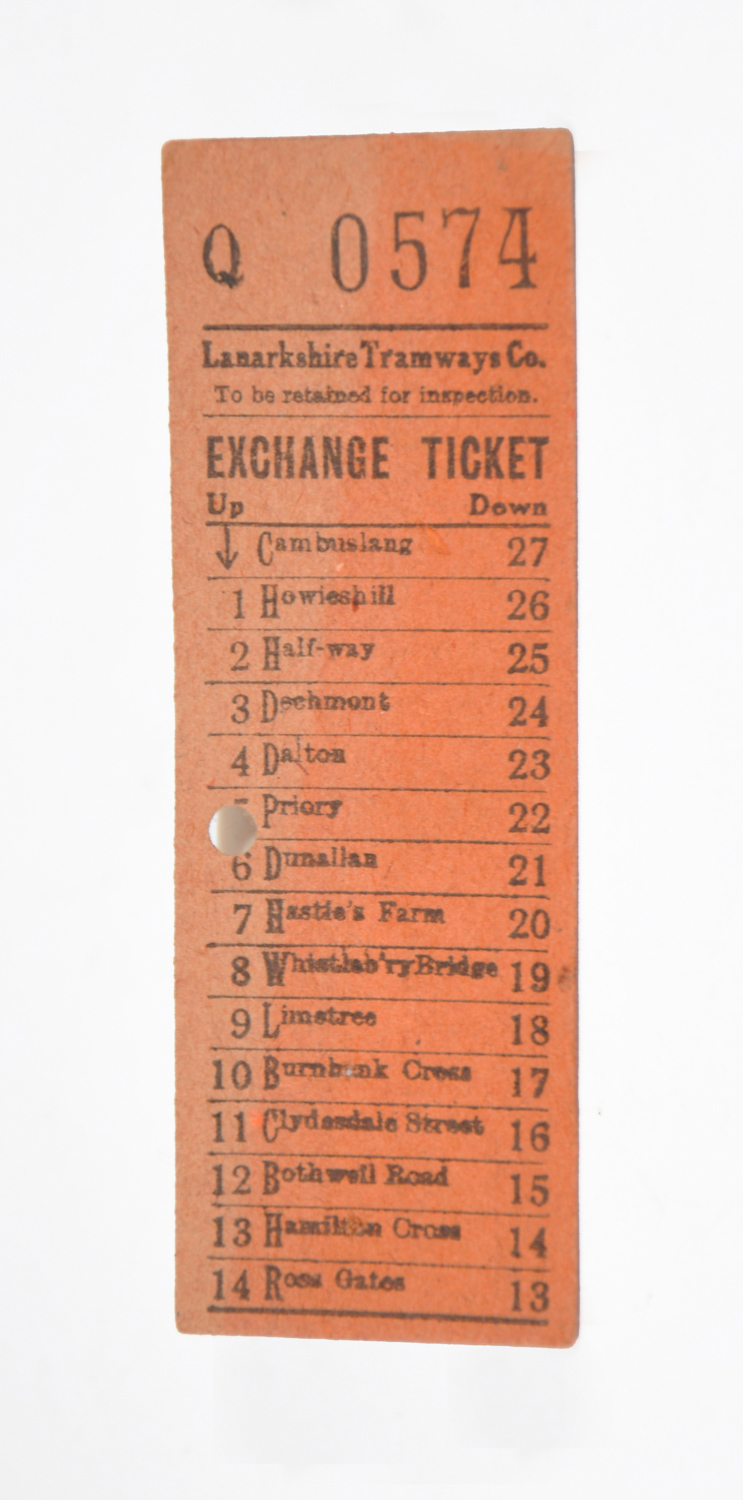 Q 0574
Lanarkshire Tramways Co.
To be retained for inspection.
EXCHANGE TICKET
Up Down
↓ Cambuslang 27
1 Howieshill 26
2 Half-way 25
3 Dechmont 24
4 Dalton 23
Priory 22
6 Dunallan 21
7 Hastie's Farm 20
8 Whistleb'ry Bridge 19
9 Limetree 18
10 Burnbank Cross 17
11 Clydesdale Street 16
12 Bothwell Road 15
13 Hamilton Cross 14
14 Ross Gates 13